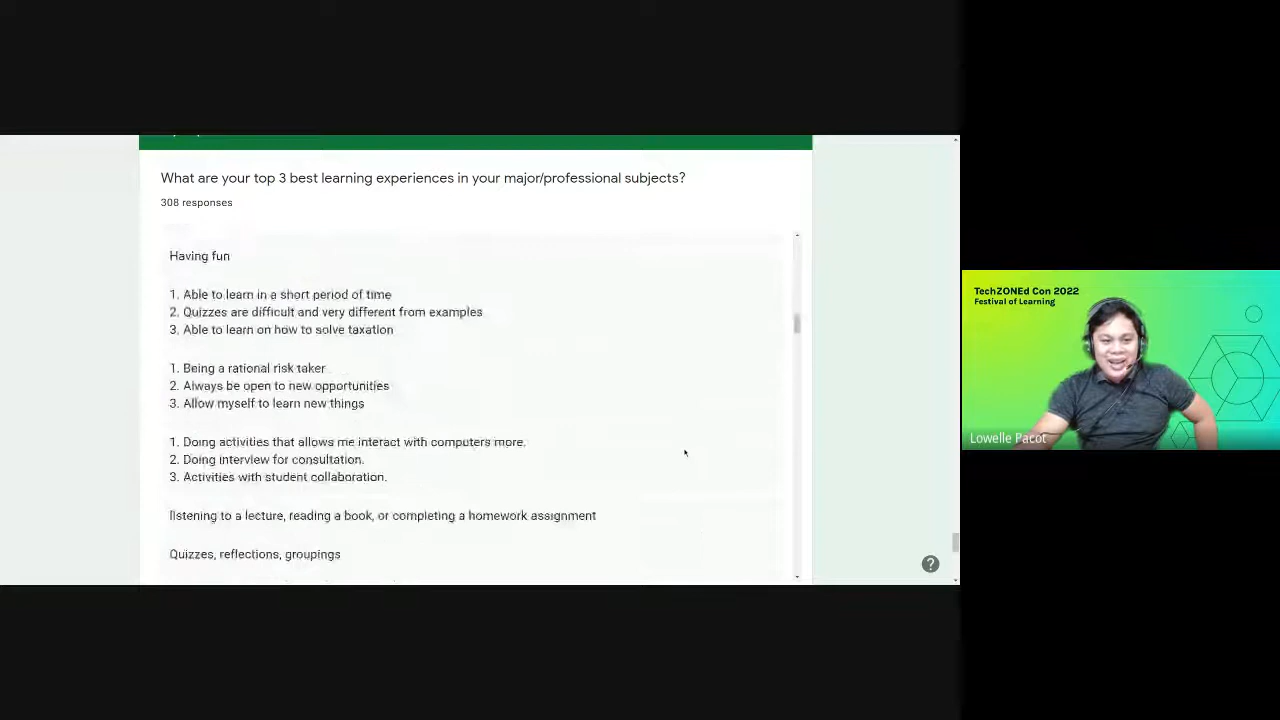 What are your top 3 best learning experiences in your major/professional subjects?
308 responses
Having fun
1. Able to learn in a short period of time
2. Quizzes are difficult and very different from examples
3. Able to learn on how to solve taxation
1. Being a rational risk taker
2. Always be open to new opportunities
3. Allow myself to learn new things
1. Doing activities that allows me interact with computers more.
2. Doing interview for consultation.
3. Activities with student collaboration.
listening to a lecture, reading a book, or completing a homework assignment
Quizzes, reflections, groupings
TechZONEd Con 2022
Festival of Learning
Lowelle Pacot